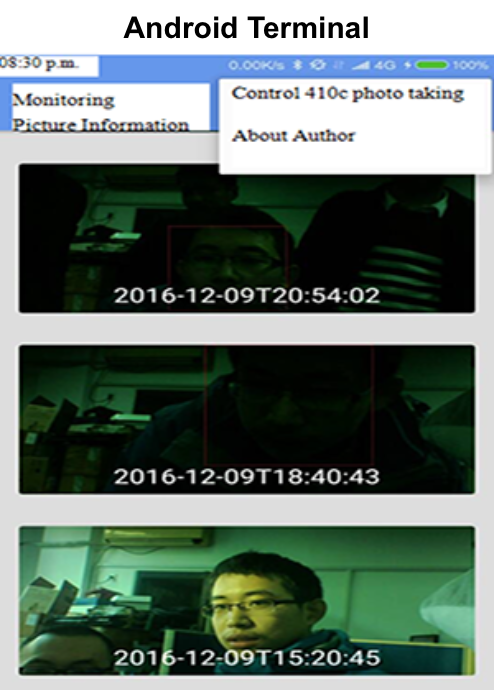 Android Terminal
08:30 p.m.
0.00K/s 4G 100%
Monitoring
Picture Information
Control 410c photo taking
About Author
2016-12-09T20:54:02
2016-12-09T18:40:43
2016-12-09T15:20:45